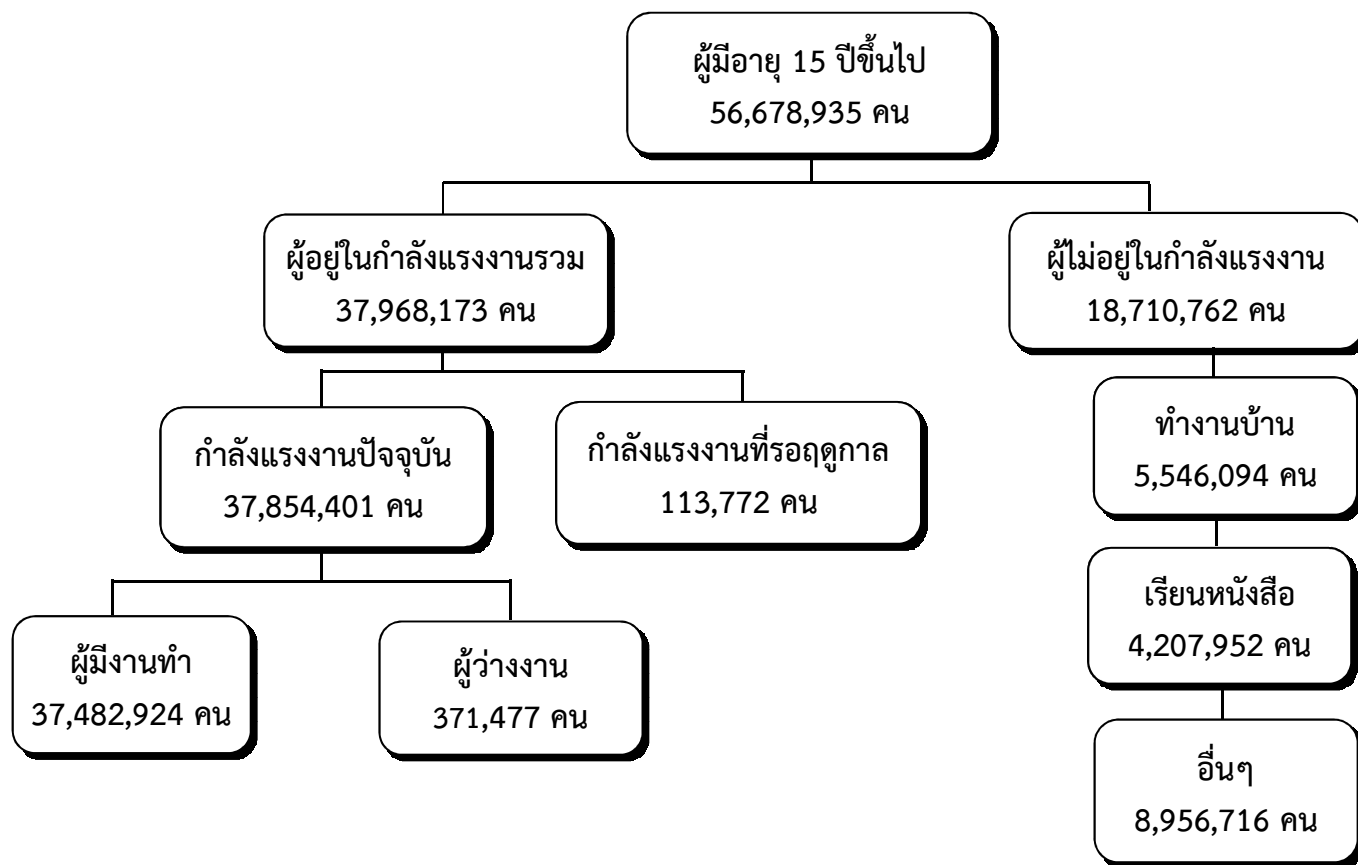 ผู้มีอายุ 15 ปีขึ้นไป
56,678,935 คน
ผู้อยู่ในกำลังแรงงานรวม
37,968,173 คน
ผู้ไม่อยู่ในกำลังแรงงาน
18,710,762 คน
กำลังแรงงานปัจจุบัน
37,854,401 คน
กำลังแรงงานที่รอฤดูกาล
113,772 คน
ทำงานบ้าน
5,546,094 คน
เรียนหนังสือ
4,207,952 คน
ผู้มีงานทำ
37,482,924 คน
ผู้ว่างงาน
371,477 คน
อื่นๆ
8,956,716 คน